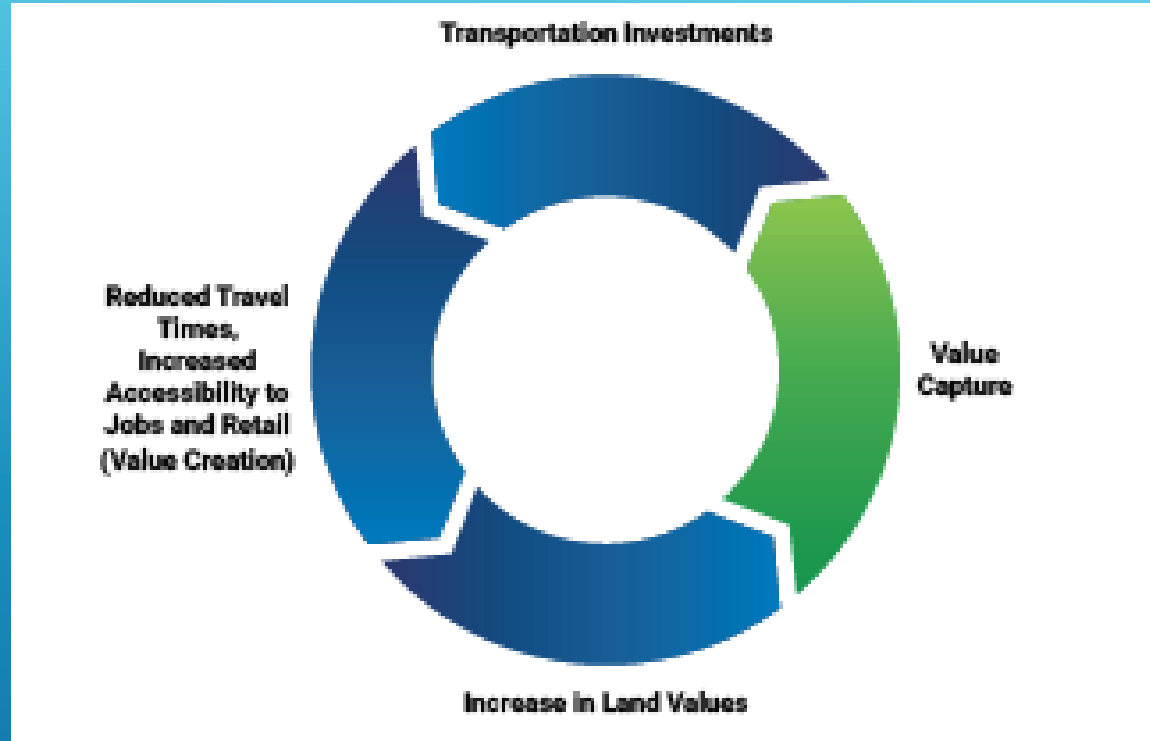 Transportation Investments
Reduced Travel
Times,
Increased
Accessibility to
Jobs and Retail
(Value Creation)
Value
Capture
Increase in Land Values